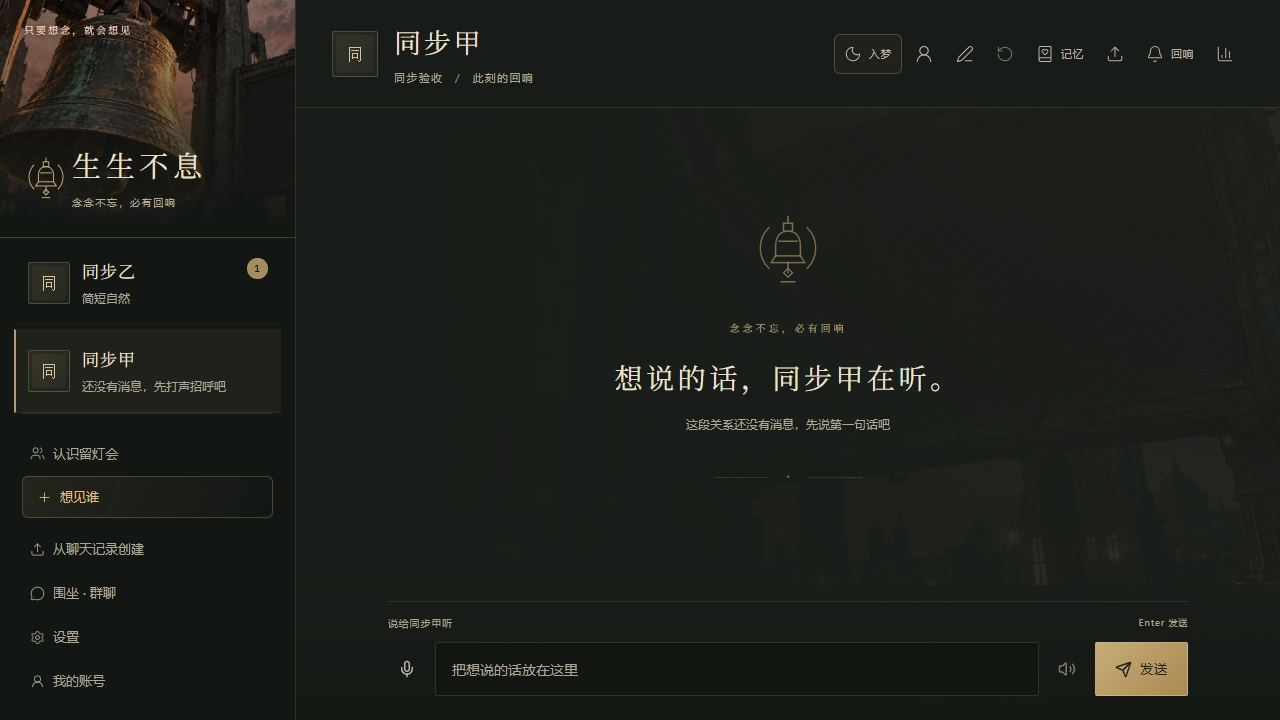 只要想念，就会想见
生生不息
念念不忘，必有回响
同
同步乙
1
简短自然
同
同步甲
还没有消息，先打声招呼吧
认识留灯会
想见谁
从聊天记录创建
围坐 · 群聊
设置
我的账号
同
同步甲
同步验收 / 此刻的回响
入梦
记忆
回响
念念不忘，必有回响
想说的话，同步甲在听。
这段关系还没有消息，先说第一句话吧
说给同步甲听
Enter 发送
把想说的话放在这里
发送